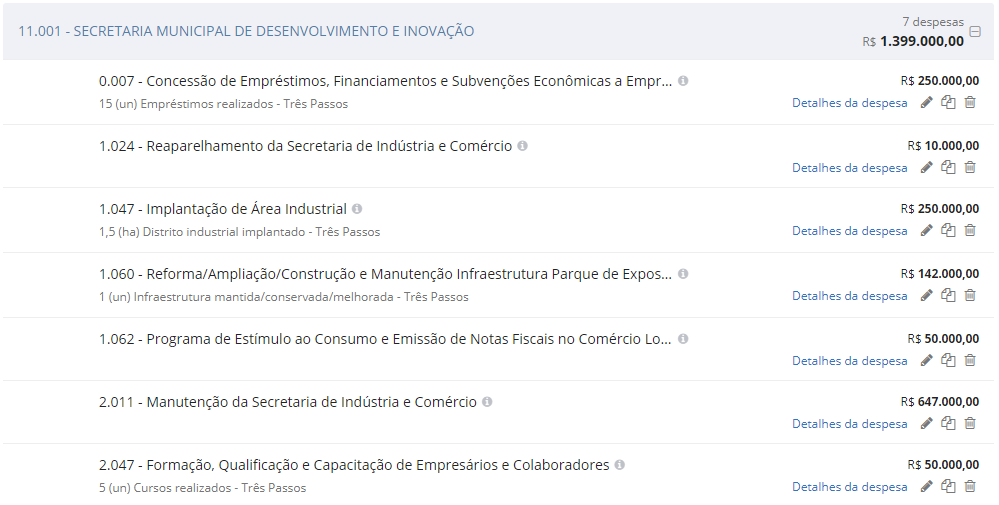 11.001 - SECRETARIA MUNICIPAL DE DESENVOLVIMENTO E INOVAÇÃO
7 despesas
R$ 1.399.000,00
0.007 - Concessão de Empréstimos, Financiamentos e Subvenções Econômicas a Empr...
R$ 250.000,00
15 (un) Empréstimos realizados - Três Passos
Detalhes da despesa
1.024 - Reaparelhamento da Secretaria de Indústria e Comércio
R$ 10.000,00
Detalhes da despesa
1.047 - Implantação de Área Industrial
R$ 250.000,00
1,5 (ha) Distrito industrial implantado - Três Passos
Detalhes da despesa
1.060 - Reforma/Ampliação/Construção e Manutenção Infraestrutura Parque de Expos...
R$ 142.000,00
1 (un) Infraestrutura mantida/conservada/melhorada - Três Passos
Detalhes da despesa
1.062 - Programa de Estímulo ao Consumo e Emissão de Notas Fiscais no Comércio Lo...
R$ 50.000,00
Detalhes da despesa
2.011 - Manutenção da Secretaria de Indústria e Comércio
R$ 647.000,00
Detalhes da despesa
2.047 - Formação, Qualificação e Capacitação de Empresários e Colaboradores
R$ 50.000,00
5 (un) Cursos realizados - Três Passos
Detalhes da despesa